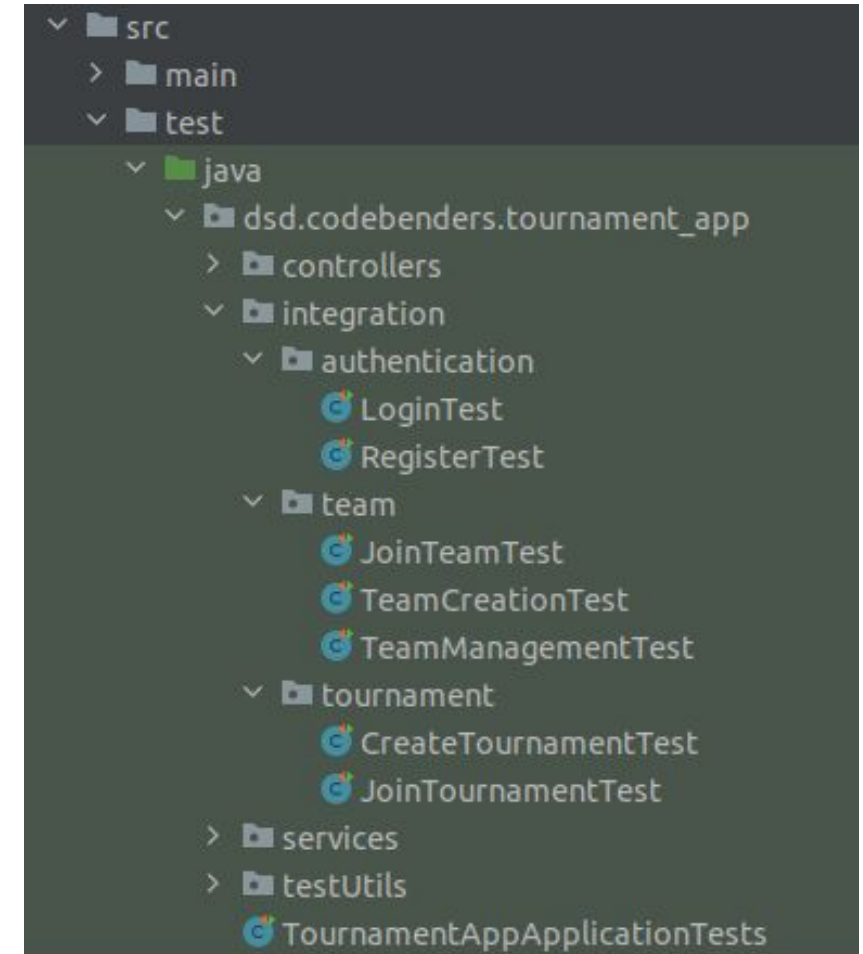 src
main
test
java
dsd.codebenders.tournament_app
controllers
integration
authentication
LoginTest
RegisterTest
team
JoinTeamTest
TeamCreationTest
TeamManagementTest
tournament
CreateTournamentTest
JoinTournamentTest
services
testUtils
TournamentAppApplicationTests